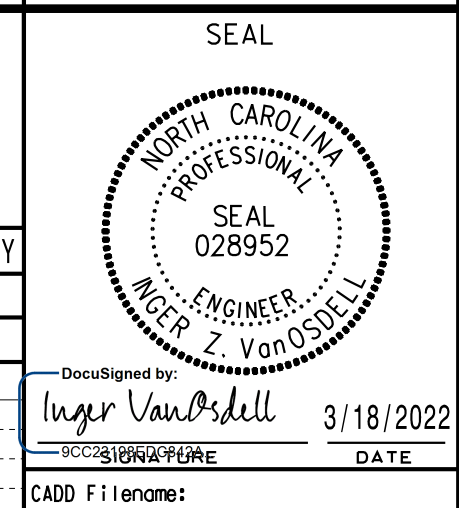 SEAL
NORTH CAROLINA
PROFESSIONAL
SEAL
028952
ENGINEER
INGER Z. VanOSDELL
Y
DocuSigned by:
Inger VanOsdell
3/18/2022
SIGNATURE
DATE
CADD Filename: